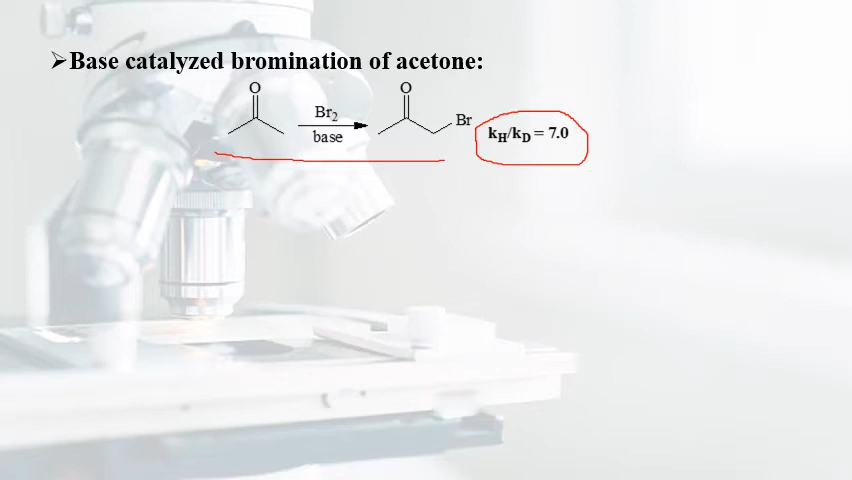 ➢Base catalyzed bromination of acetone:
O
Br₂
base
O
Br
kH/kD = 7.0